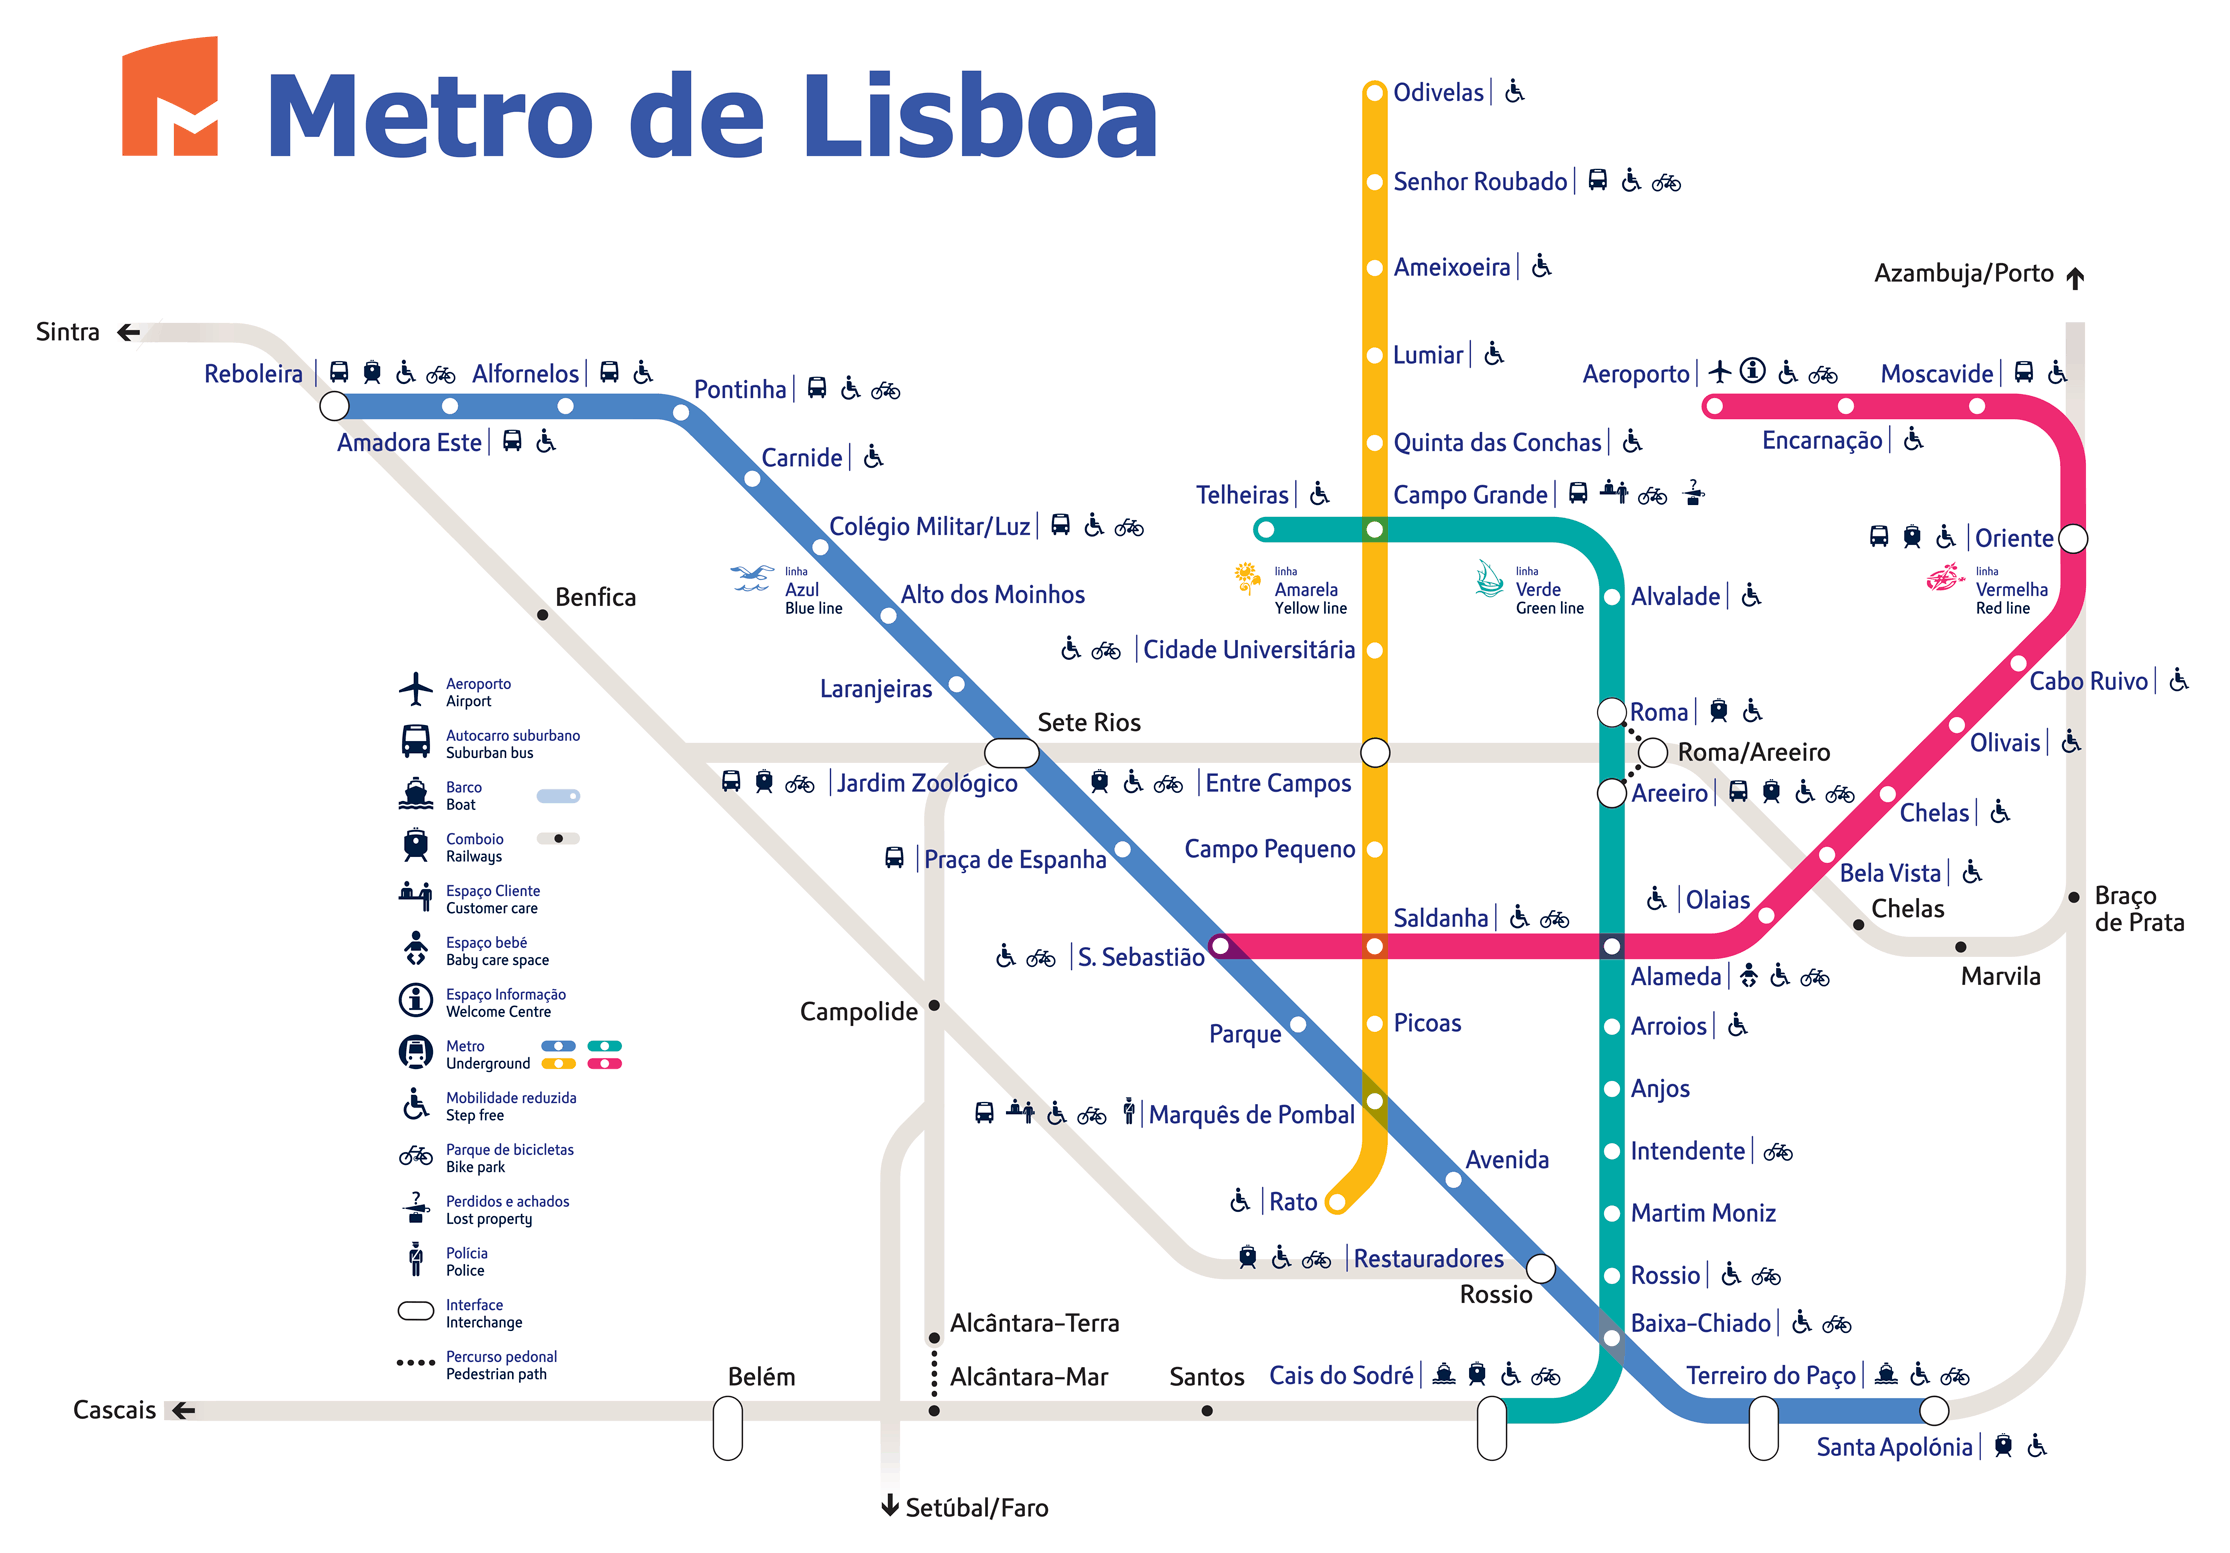 Metro de Lisboa
Odivelas
Senhor Roubado
Ameixoeira
Azambuja/Porto
Sintra
Lumiar
Reboleira
Alfornelos
Pontinha
Aeroporto
Moscavide
Amadora Este
Encarnação
Carnide
Quinta das Conchas
Telheiras
Campo Grande
Colégio Militar/Luz
Oriente
linha
Azul
Blue line
linha
Amarela
Yellow line
linha
Verde
Green line
linha
Vermelha
Red line
Benfica
Alto dos Moinhos
Alvalade
Cidade Universitária
Laranjeiras
Cabo Ruivo
Sete Rios
Roma
Olivais
Roma/Areeiro
Jardim Zoológico
Entre Campos
Areeiro
Chelas
Praça de Espanha
Campo Pequeno
Bela Vista
Olaias
Saldanha
Chelas
Braço
de Prata
S. Sebastião
Alameda
Marvila
Campolide
Parque
Picoas
Arroios
Anjos
Marquês de Pombal
Avenida
Intendente
Rato
Martim Moniz
Restauradores
Rossio
Rossio
Alcântara-Terra
Baixa-Chiado
Belém
Alcântara-Mar
Santos
Cais do Sodré
Terreiro do Paço
Cascais
Santa Apolónia
Setúbal/Faro
Aeroporto
Airport
Autocarro suburbano
Suburban bus
Barco
Boat
Comboio
Railways
Espaço Cliente
Customer care
Espaço bebé
Baby care space
Espaço Informação
Welcome Centre
Metro
Underground
Mobilidade reduzida
Step free
Parque de bicicletas
Bike park
Perdidos e achados
Lost property
Polícia
Police
Interface
Interchange
Percurso pedonal
Pedestrian path